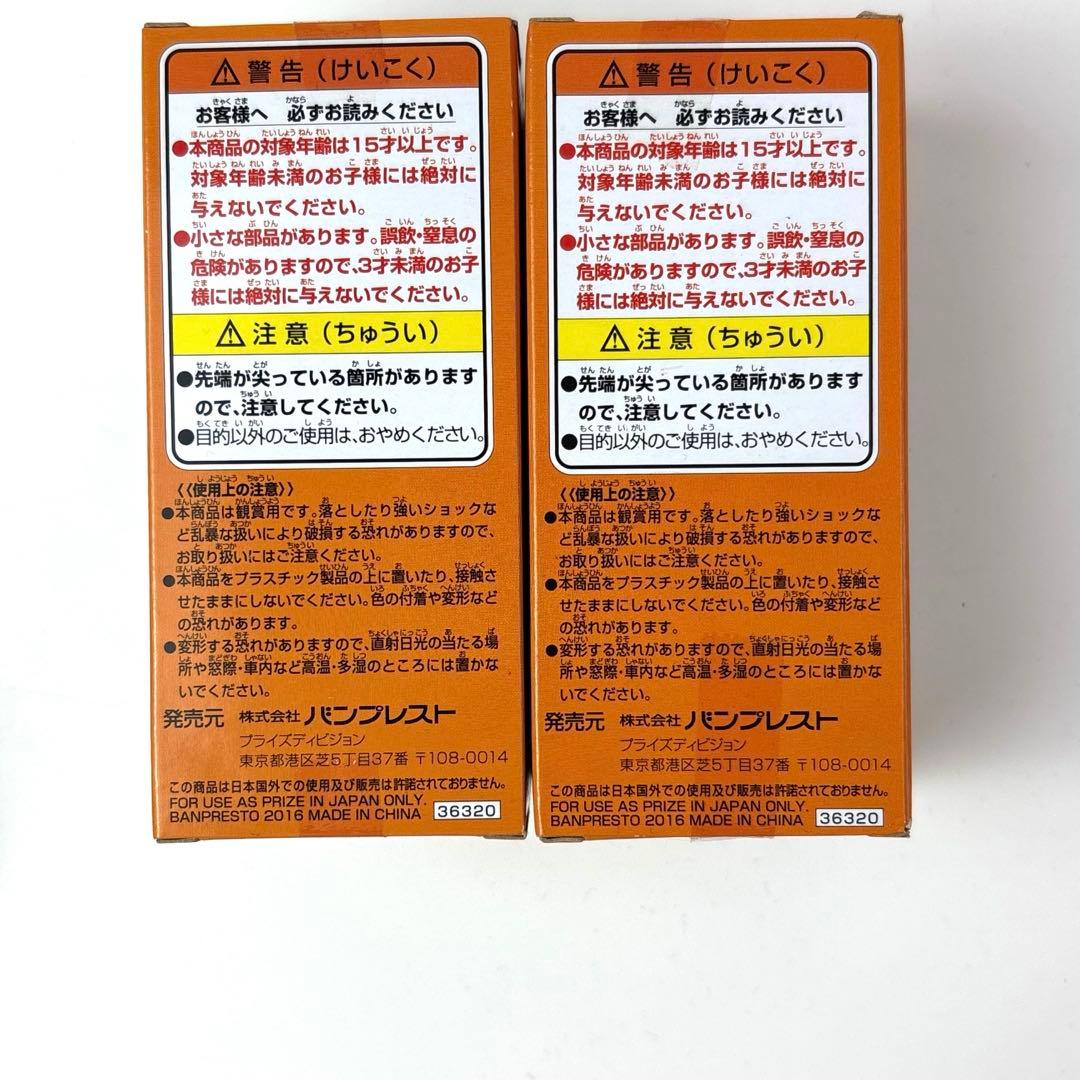 ⚠警告(けいこく)
お客様へ 必ずお読みください
●本商品の対象年齢は15才以上です。
対象年齢未満のお子様には絶対に
与えないでください。
●小さな部品があります。誤飲・窒息の
危険がありますので、3才未満のお子
様には絶対に与えないでください。
⚠注意(ちゅうい)
●先端が尖っている箇所があります
ので、注意してください。
●目的以外のご使用は、おやめください。
《使用上の注意》
●本商品は観賞用です。落としたり強いショックな
ど乱暴な扱いにより破損する恐れがありますので、
お取り扱いにはご注意ください。
●本商品をプラスチック製品の上に置いたり、接触さ
せたままにしないでください。色の付着や変形など
の恐れがあります。
●変形する恐れがありますので、直射日光の当たる場
所や窓際・車内など高温・多湿のところには置かな
いでください。
発売元 株式会社 バンプレスト
プライズディビジョン
東京都港区芝5丁目37番 〒108-0014
この商品は日本国外での使用及び販売は許諾されておりません。
FOR USE AS PRIZE IN JAPAN ONLY.
BANPRESTO 2016 MADE IN CHINA 36320
⚠警告(けいこく)
お客様へ 必ずお読みください
●本商品の対象年齢は15才以上です。
対象年齢未満のお子様には絶対に
与えないでください。
●小さな部品があります。誤飲・窒息の
危険がありますので、3才未満のお子
様には絶対に与えないでください。
⚠注意(ちゅうい)
●先端が尖っている箇所があります
ので、注意してください。
●目的以外のご使用は、おやめください。
《使用上の注意》
●本商品は観賞用です。落としたり強いショックな
ど乱暴な扱いにより破損する恐れがありますので、
お取り扱いにはご注意ください。
●本商品をプラスチック製品の上に置いたり、接触さ
せたままにしないでください。色の付着や変形など
の恐れがあります。
●変形する恐れがありますので、直射日光の当たる場
所や窓際・車内など高温・多湿のところには置かな
いでください。
発売元 株式会社 バンプレスト
プライズディビジョン
東京都港区芝5丁目37番 〒108-0014
この商品は日本国外での使用及び販売は許諾されておりません。
FOR USE AS PRIZE IN JAPAN ONLY.
BANPRESTO 2016 MADE IN CHINA 36320